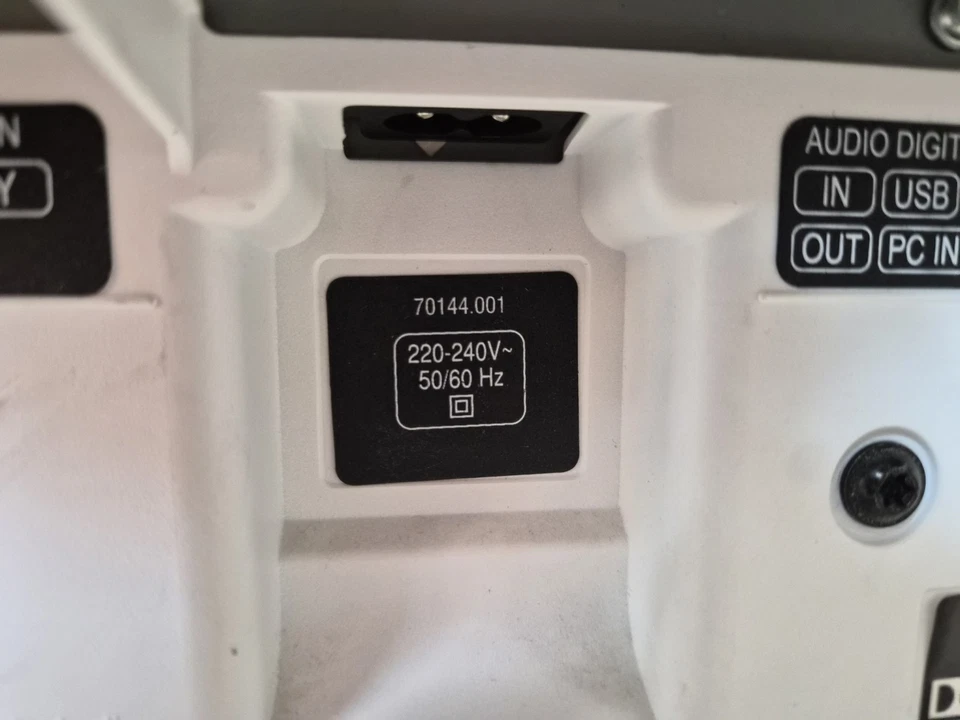 N
Y
AUDIO DIGIT
IN USB
OUT PC IN
70144.001
220-240V~
50/60 Hz